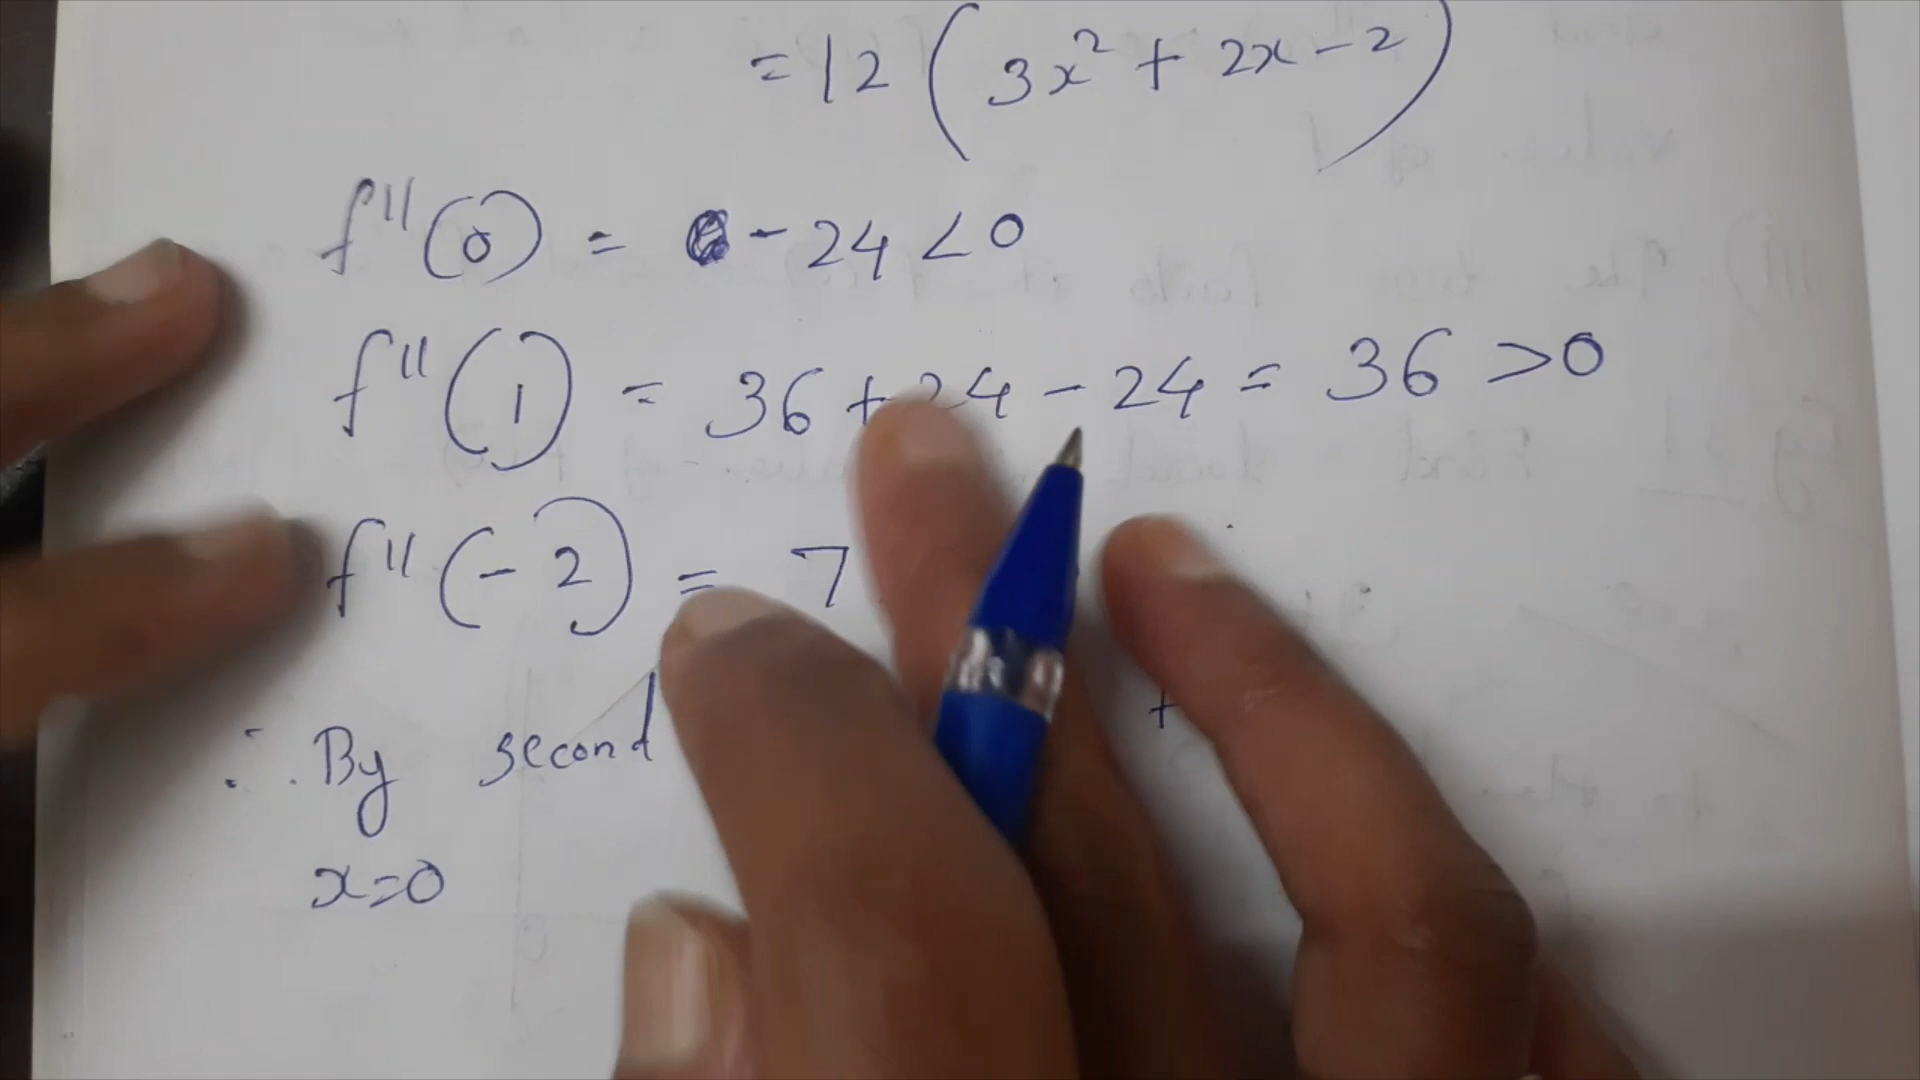 = 12 ( 3x² + 2x - 2 )
f"(0) = - 24 < 0
f"(1) = 36 + 24 - 24 = 36 > 0
f"(-2) = 7
∴ By second
x=0